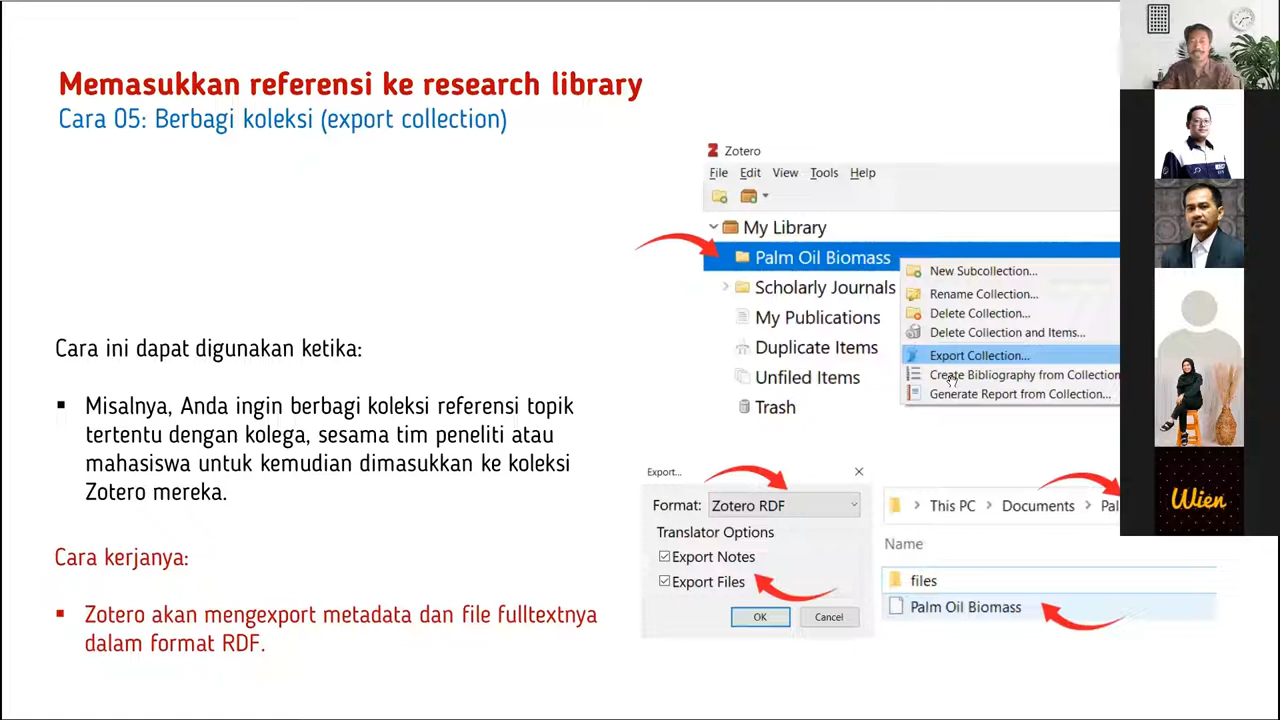 Memasukkan referensi ke research library
Cara 05: Berbagi koleksi (export collection)
Cara ini dapat digunakan ketika:
▪ Misalnya, Anda ingin berbagi koleksi referensi topik
tertentu dengan kolega, sesama tim peneliti atau
mahasiswa untuk kemudian dimasukkan ke koleksi
Zotero mereka.
Cara kerjanya:
▪ Zotero akan mengexport metadata dan file fulltextnya
dalam format RDF.
Zotero
File Edit View Tools Help
My Library
Palm Oil Biomass
Scholarly Journals
My Publications
Duplicate Items
Unfiled Items
Trash
New Subcollection...
Rename Collection...
Delete Collection...
Delete Collection and Items...
Export Collection...
Create Bibliography from Collection
Generate Report from Collection...
Export...
Format: Zotero RDF
Translator Options
Export Notes
Export Files
OK Cancel
This PC > Documents > Pal
Name
files
Palm Oil Biomass
Wien